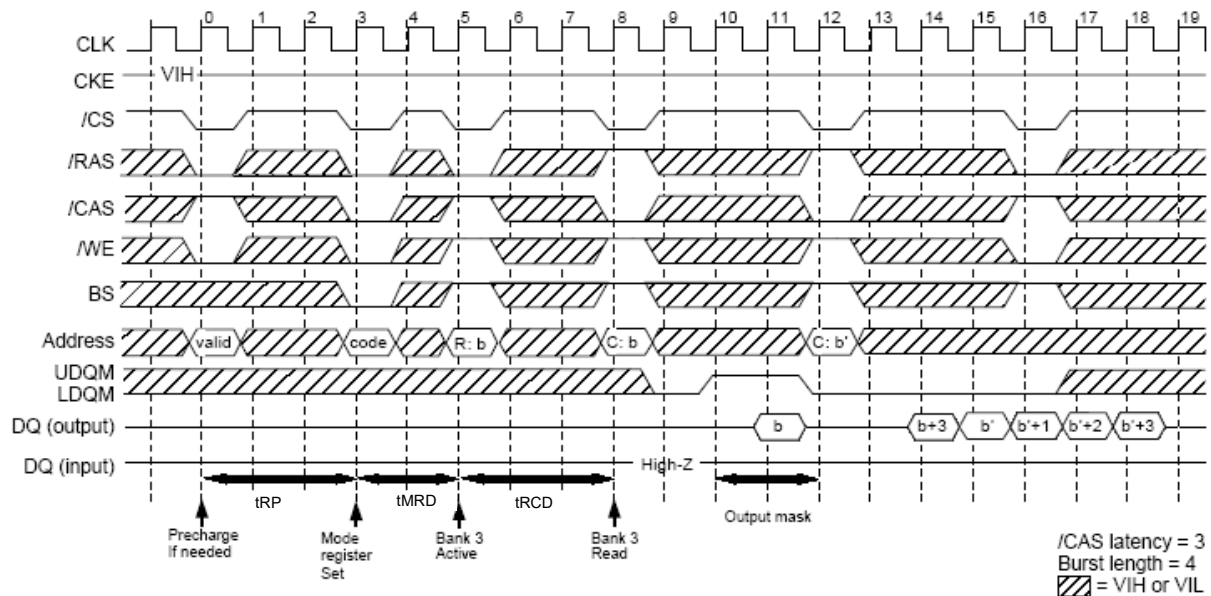 0 1 2 3 4 5 6 7 8 9 10 11 12 13 14 15 16 17 18 19
CLK
CKE VIH
/CS
/RAS
/CAS
/WE
BS
Address valid code R: b C: b C: b'
UDQM
LDQM
DQ (output) b b+3 b' b'+1 b'+2 b'+3
DQ (input) High-Z
tRP tMRD tRCD Output mask
Precharge
If needed
Mode
register
Set
Bank 3
Active
Bank 3
Read
/CAS latency = 3
Burst length = 4
= VIH or VIL